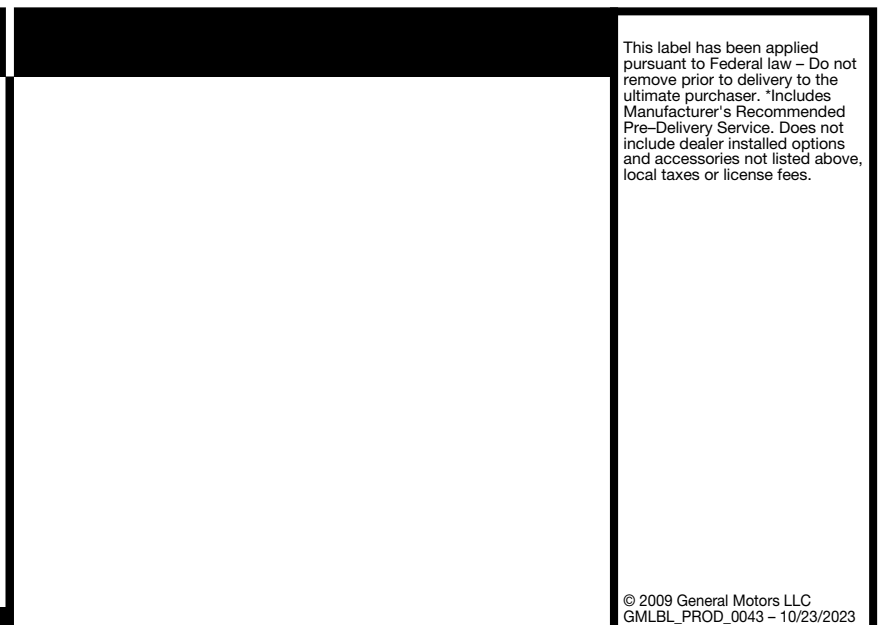 This label has been applied
pursuant to Federal law – Do not
remove prior to delivery to the
ultimate purchaser. *Includes
Manufacturer's Recommended
Pre–Delivery Service. Does not
include dealer installed options
and accessories not listed above,
local taxes or license fees.
© 2009 General Motors LLC
GMLBL_PROD_0043 – 10/23/2023